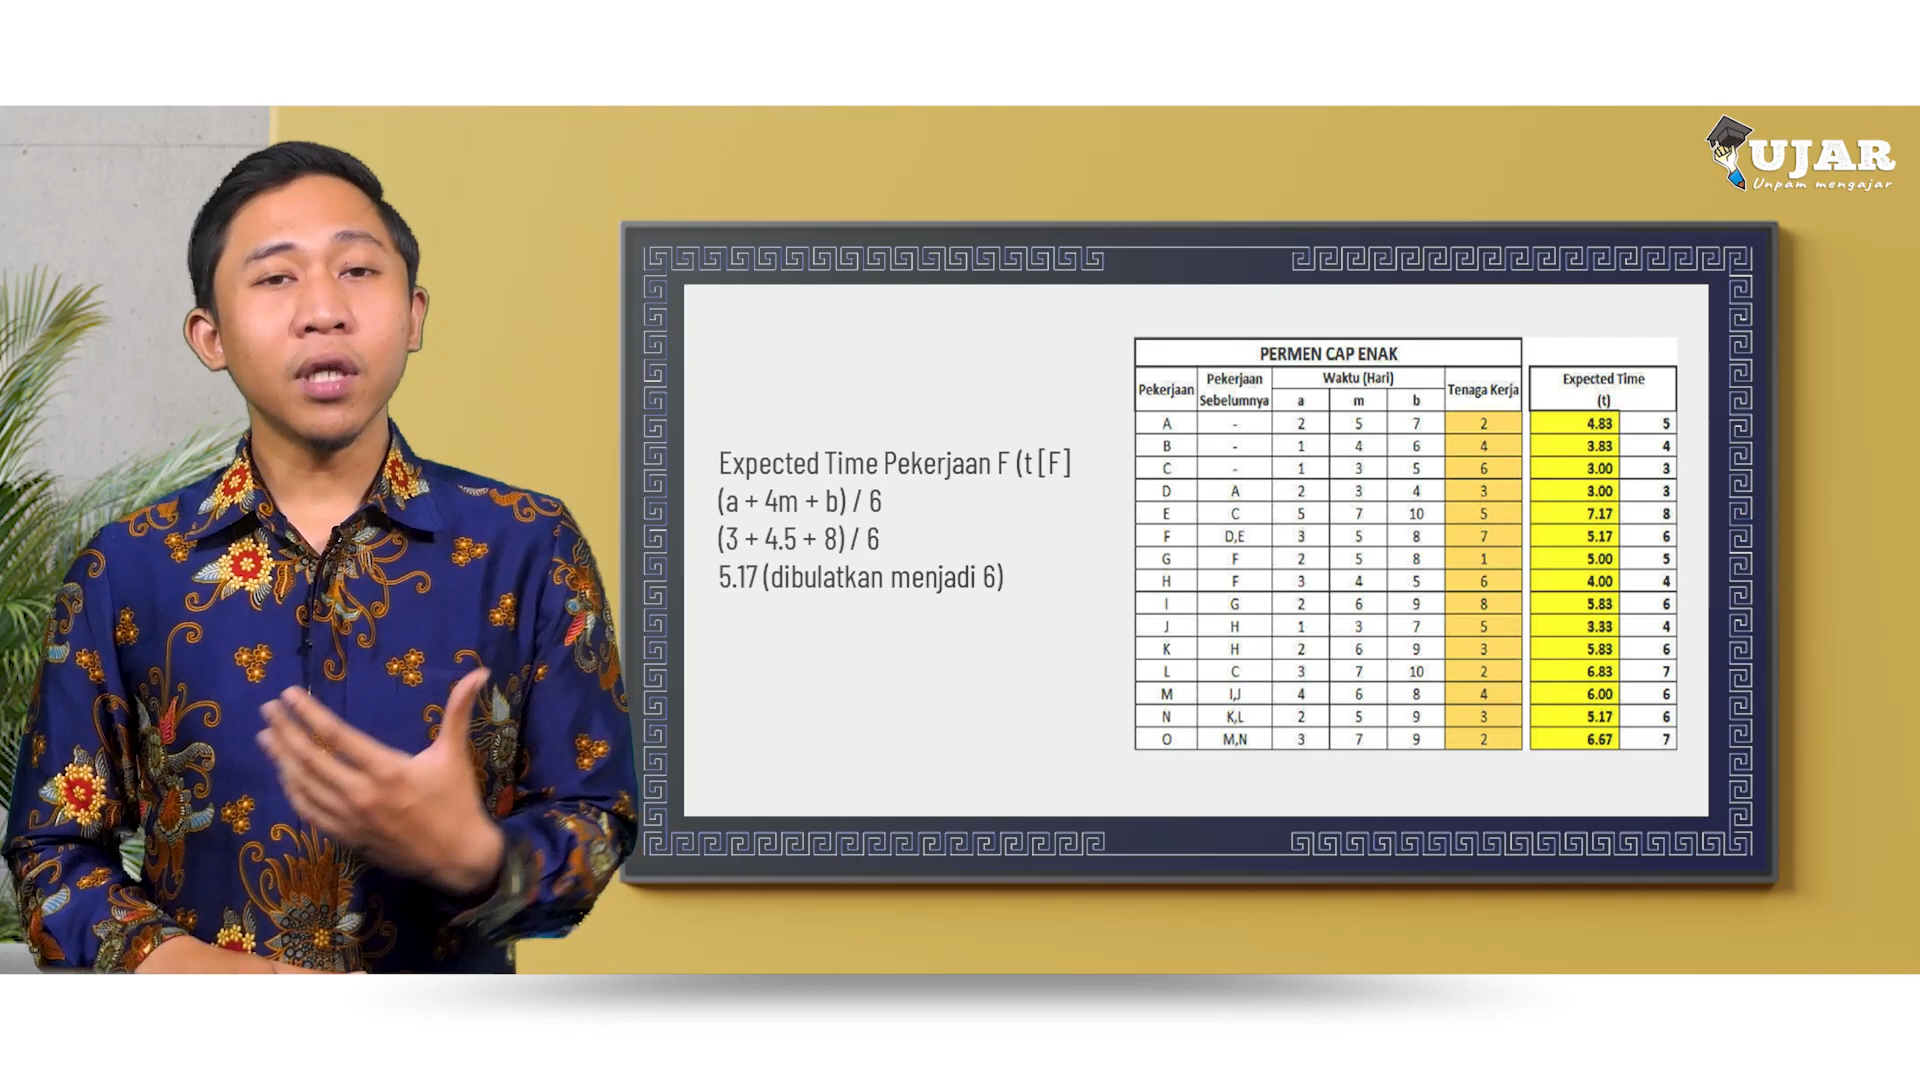 UJAR
Unpam mengajar
Expected Time Pekerjaan F (t [F]
(a + 4m + b) / 6
(3 + 4.5 + 8) / 6
5.17 (dibulatkan menjadi 6)
PERMEN CAP ENAK
Pekerjaan Pekerjaan Sebelumnya Waktu (Hari) Tenaga Kerja Expected Time (t)
a m b
A - 2 5 7 2 4.83 5
B - 1 4 6 4 3.83 4
C - 1 3 5 6 3.00 3
D A 2 3 4 3 3.00 3
E C 5 7 10 5 7.17 8
F D,E 3 5 8 7 5.17 6
G F 2 5 8 1 5.00 5
H F 3 4 5 6 4.00 4
I G 2 6 9 8 5.83 6
J H 1 3 7 5 3.33 4
K H 2 6 9 3 5.83 6
L C 3 7 10 2 6.83 7
M I,J 4 6 8 4 6.00 6
N K,L 2 5 9 3 5.17 6
O M,N 3 7 9 2 6.67 7